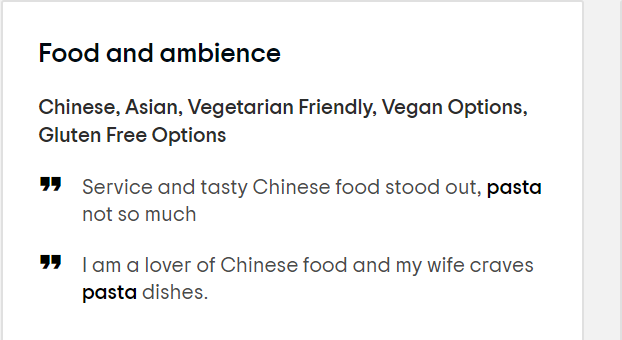 Food and ambience
Chinese, Asian, Vegetarian Friendly, Vegan Options,
Gluten Free Options
" Service and tasty Chinese food stood out, pasta
not so much
" I am a lover of Chinese food and my wife craves
pasta dishes.